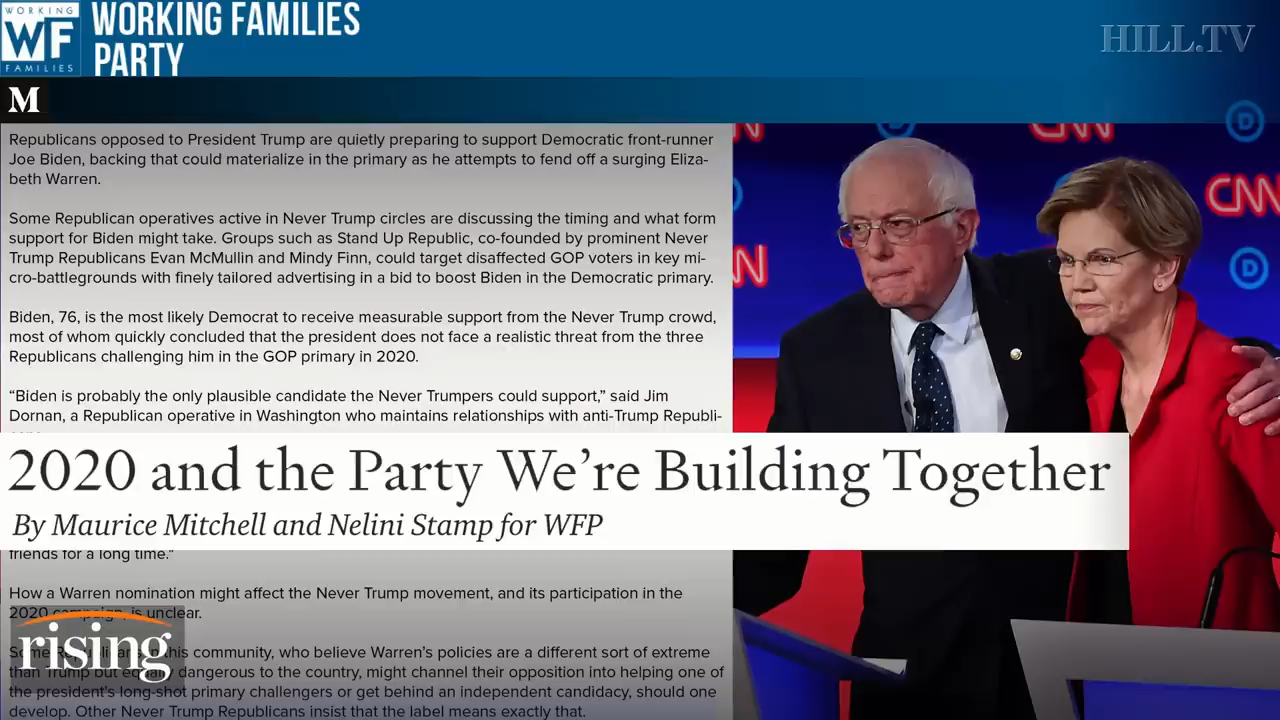 WORKING
WF
FAMILIES
WORKING FAMILIES
PARTY
HILL.TV
M
Republicans opposed to President Trump are quietly preparing to support Democratic front-runner
Joe Biden, backing that could materialize in the primary as he attempts to fend off a surging Eliza-
beth Warren.
Some Republican operatives active in Never Trump circles are discussing the timing and what form
support for Biden might take. Groups such as Stand Up Republic, co-founded by prominent Never
Trump Republicans Evan McMullin and Mindy Finn, could target disaffected GOP voters in key mi-
cro-battlegrounds with finely tailored advertising in a bid to boost Biden in the Democratic primary.
Biden, 76, is the most likely Democrat to receive measurable support from the Never Trump crowd,
most of whom quickly concluded that the president does not face a realistic threat from the three
Republicans challenging him in the GOP primary in 2020.
“Biden is probably the only plausible candidate the Never Trumpers could support,” said Jim
Dornan, a Republican operative in Washington who maintains relationships with anti-Trump Republi-
2020 and the Party We’re Building Together
By Maurice Mitchell and Nelini Stamp for WFP
friends for a long time."
How a Warren nomination might affect the Never Trump movement, and its participation in the
2020 campaign, is unclear.
Some Republicans in this community, who believe Warren’s policies are a different sort of extreme
than Trump but equally dangerous to the country, might channel their opposition into helping one of
the president’s long-shot primary challengers or get behind an independent candidacy, should one
develop. Other Never Trump Republicans insist that the label means exactly that.
rising
CNN
D
CNN
D